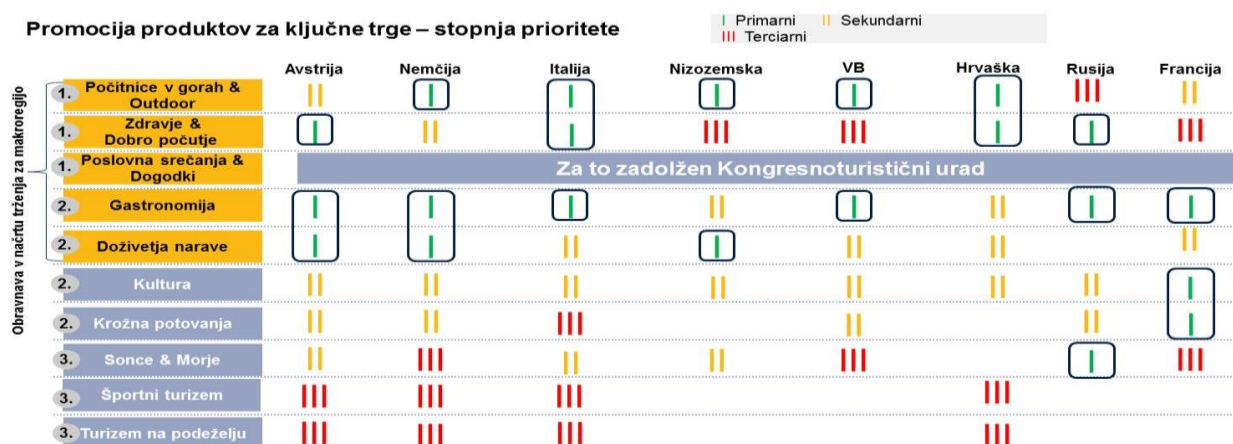 Promocija produktov za ključne trge – stopnja prioritete
Primarni
Sekundarni
Terciarni
Avstrija
Nemčija
Italija
Nizozemska
VB
Hrvaška
Rusija
Francija
Obravnava v načrtu trženja za makroregijo
1.
Počitnice v gorah &
Outdoor
1.
Zdravje &
Dobro počutje
1.
Poslovna srečanja &
Dogodki
Za to zadolžen Kongresnoturistični urad
2.
Gastronomija
2.
Doživetja narave
2.
Kultura
2.
Krožna potovanja
3.
Sonce & Morje
3.
Športni turizem
3.
Turizem na podeželju